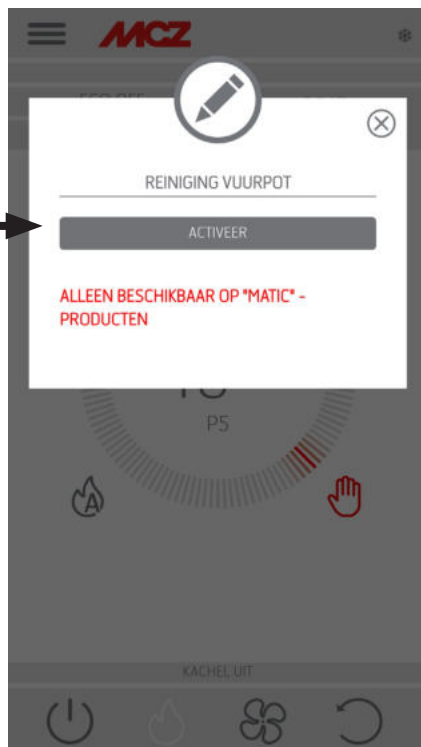 MCZ
REINIGING VUURPOT
ACTIVEER
ALLEEN BESCHIKBAAR OP "MATIC" -
PRODUCTEN
P5
A
KACHEL UIT